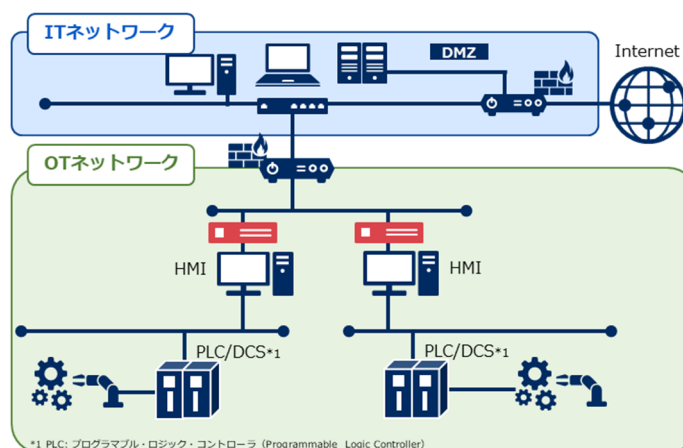 ITネットワーク
DMZ
Internet
OTネットワーク
HMI
HMI
PLC/DCS*1
PLC/DCS*1
*1 PLC: プログラマブル・ロジック・コントローラ（Programmable Logic Controller）